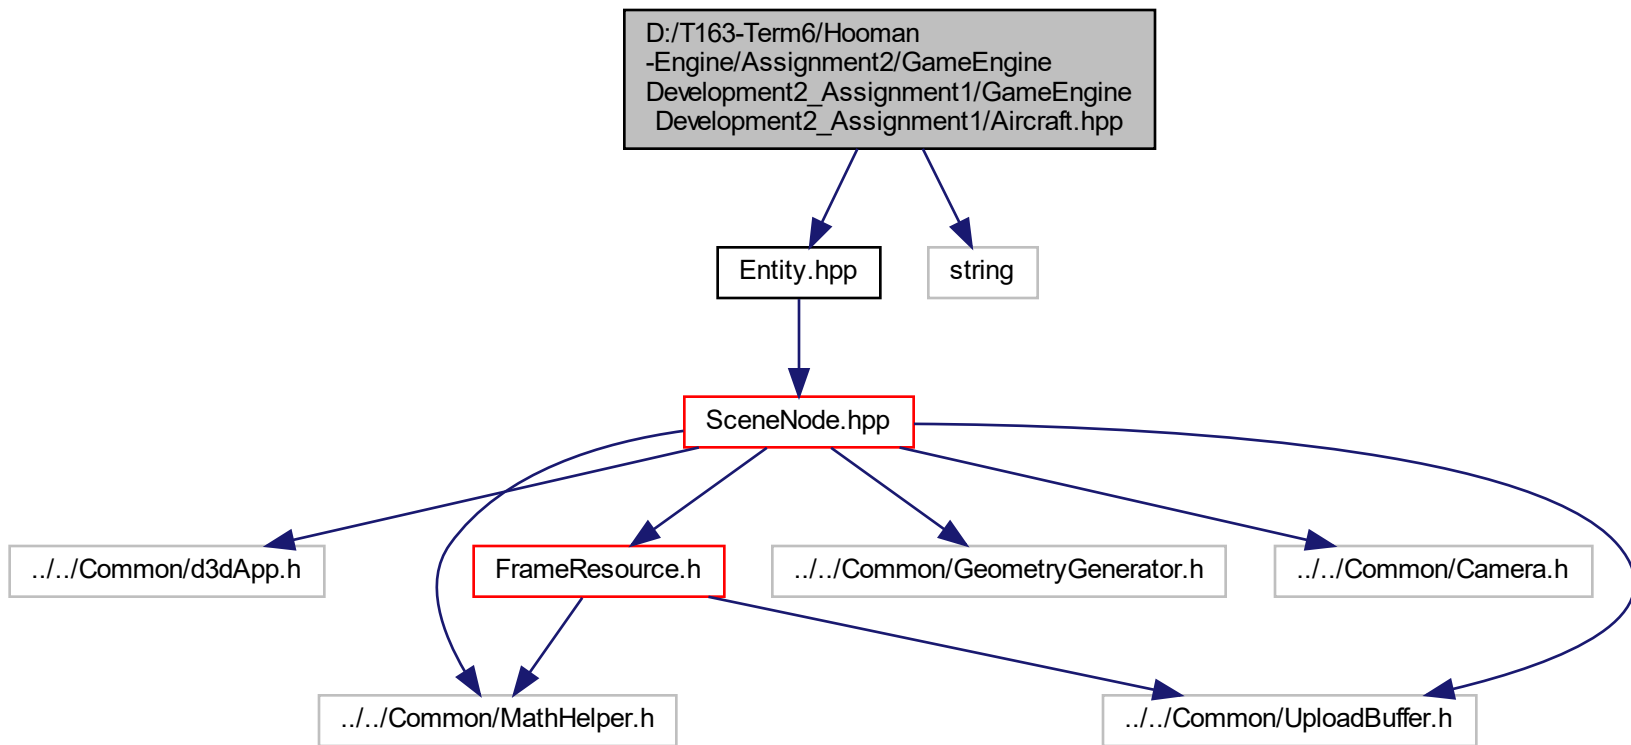 D:/T163-Term6/Hooman
-Engine/Assignment2/GameEngine
Development2_Assignment1/GameEngine
Development2_Assignment1/Aircraft.hpp
Entity.hpp
string
SceneNode.hpp
../../Common/d3dApp.h
FrameResource.h
../../Common/GeometryGenerator.h
../../Common/Camera.h
../../Common/MathHelper.h
../../Common/UploadBuffer.h